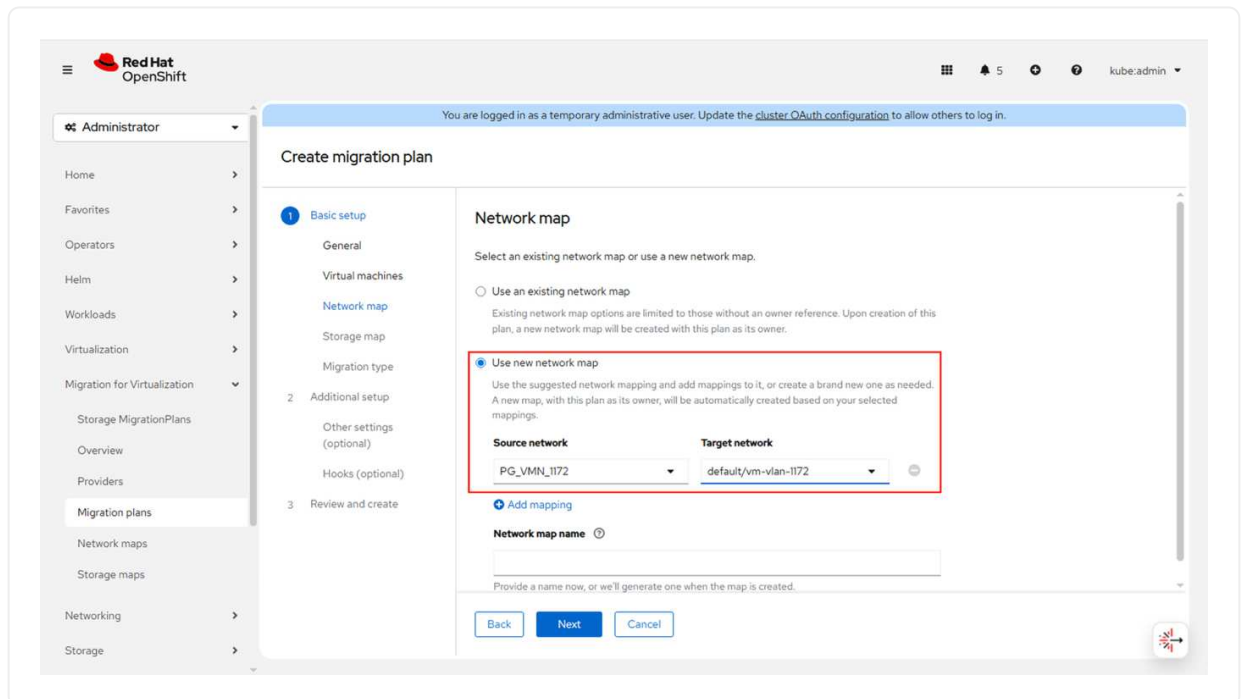 Red Hat
OpenShift
5
kube:admin
Administrator
Home
Favorites
Operators
Helm
Workloads
Virtualization
Migration for Virtualization
Storage MigrationPlans
Overview
Providers
Migration plans
Network maps
Storage maps
Networking
Storage
You are logged in as a temporary administrative user. Update the cluster OAuth configuration to allow others to log in.
Create migration plan
1 Basic setup
General
Virtual machines
Network map
Storage map
Migration type
2 Additional setup
Other settings
(optional)
Hooks (optional)
3 Review and create
Network map
Select an existing network map or use a new network map.
Use an existing network map
Existing network map options are limited to those without an owner reference. Upon creation of this
plan, a new network map will be created with this plan as its owner.
Use new network map
Use the suggested network mapping and add mappings to it, or create a brand new one as needed.
A new map, with this plan as its owner, will be automatically created based on your selected
mappings.
Source network Target network
PG_VMN_1172 default/vm-vlan-1172
Add mapping
Network map name
Provide a name now, or we'll generate one when the map is created.
Back Next Cancel